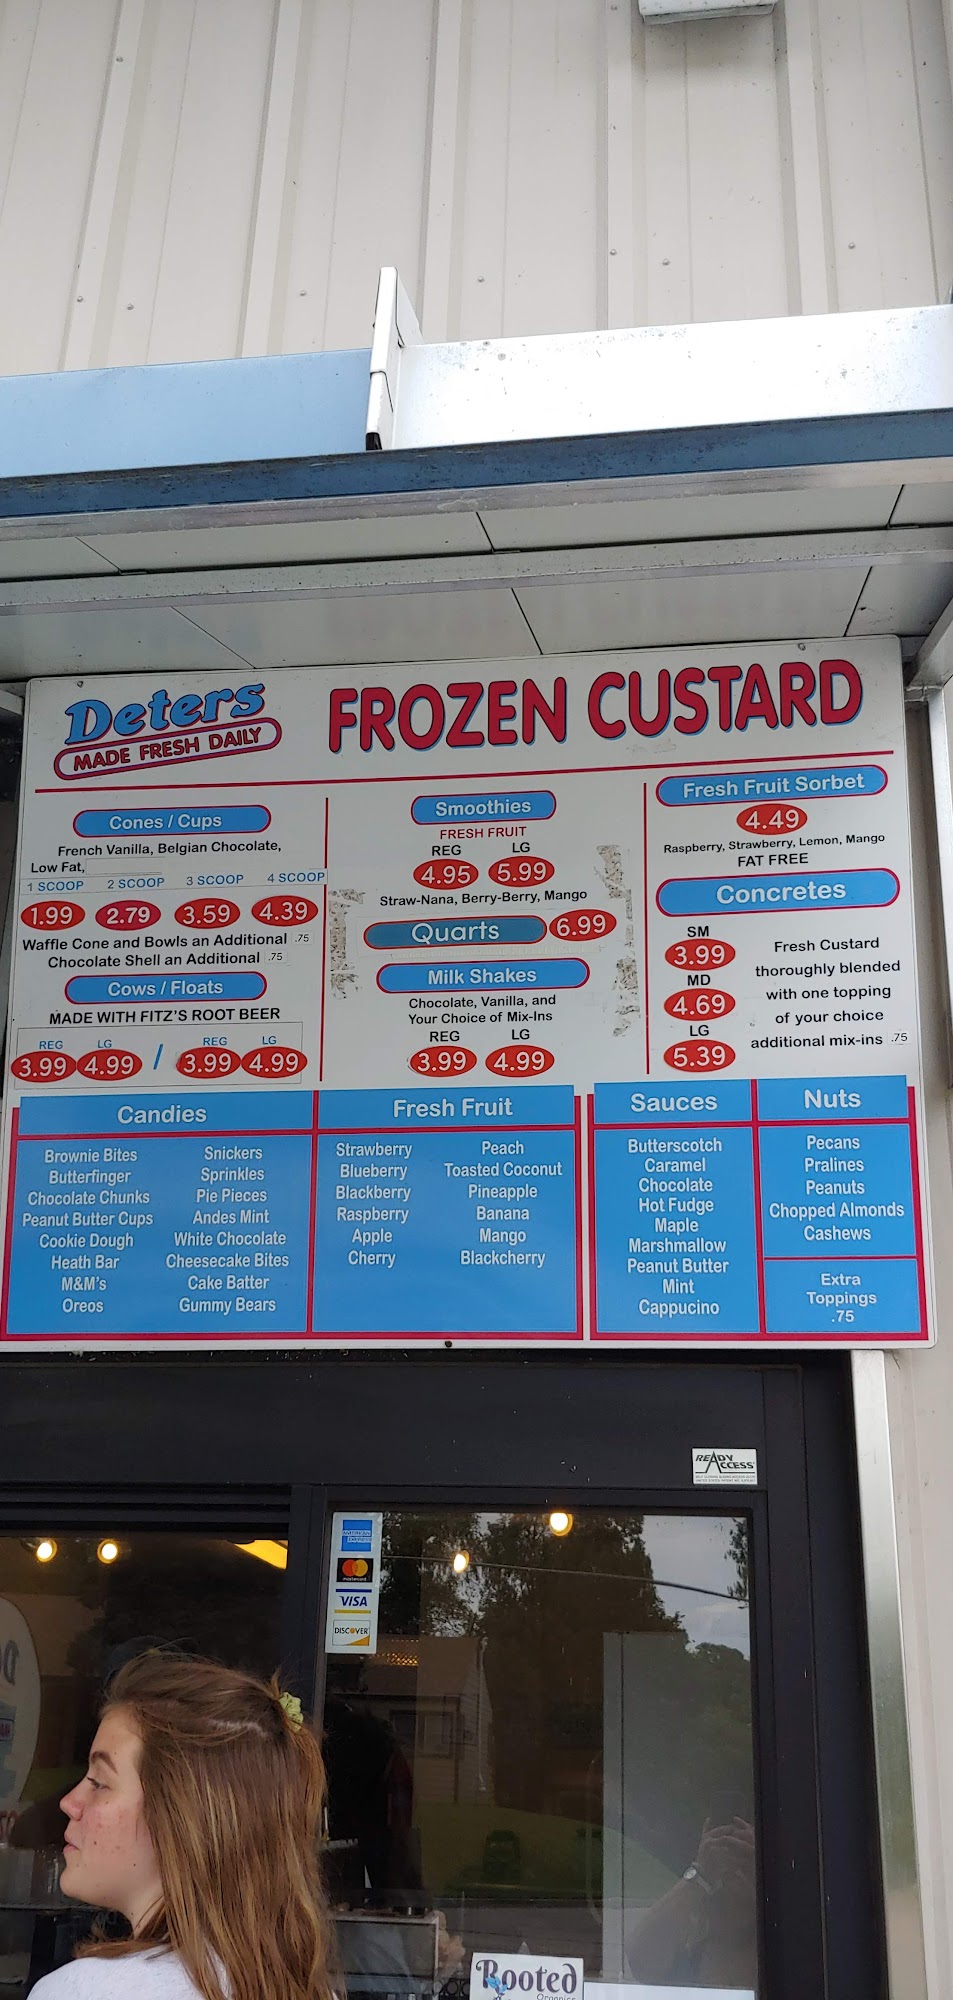 Deters
MADE FRESH DAILY
FROZEN CUSTARD
Cones / Cups
French Vanilla, Belgian Chocolate,
Low Fat,
1 SCOOP 2 SCOOP 3 SCOOP 4 SCOOP
1.99 2.79 3.59 4.39
Waffle Cone and Bowls an Additional .75
Chocolate Shell an Additional .75
Cows / Floats
MADE WITH FITZ'S ROOT BEER
REG LG REG LG
3.99 4.99 / 3.99 4.99
Smoothies
FRESH FRUIT
REG LG
4.95 5.99
Straw-Nana, Berry-Berry, Mango
Quarts 6.99
Milk Shakes
Chocolate, Vanilla, and
Your Choice of Mix-Ins
REG LG
3.99 4.99
Fresh Fruit Sorbet
4.49
Raspberry, Strawberry, Lemon, Mango
FAT FREE
Concretes
SM
3.99
MD
4.69
LG
5.39
Fresh Custard
thoroughly blended
with one topping
of your choice
additional mix-ins .75
Candies
Brownie Bites
Butterfinger
Chocolate Chunks
Peanut Butter Cups
Cookie Dough
Heath Bar
M&M's
Oreos
Snickers
Sprinkles
Pie Pieces
Andes Mint
White Chocolate
Cheesecake Bites
Cake Batter
Gummy Bears
Fresh Fruit
Strawberry
Blueberry
Blackberry
Raspberry
Apple
Cherry
Peach
Toasted Coconut
Pineapple
Banana
Mango
Blackcherry
Sauces
Butterscotch
Caramel
Chocolate
Hot Fudge
Maple
Marshmallow
Peanut Butter
Mint
Cappucino
Nuts
Pecans
Pralines
Peanuts
Chopped Almonds
Cashews
Extra
Toppings
.75
READY
ACCESS
AMERICAN
EXPRESS
mastercard
VISA
DISCOVER
Rooted
Organics